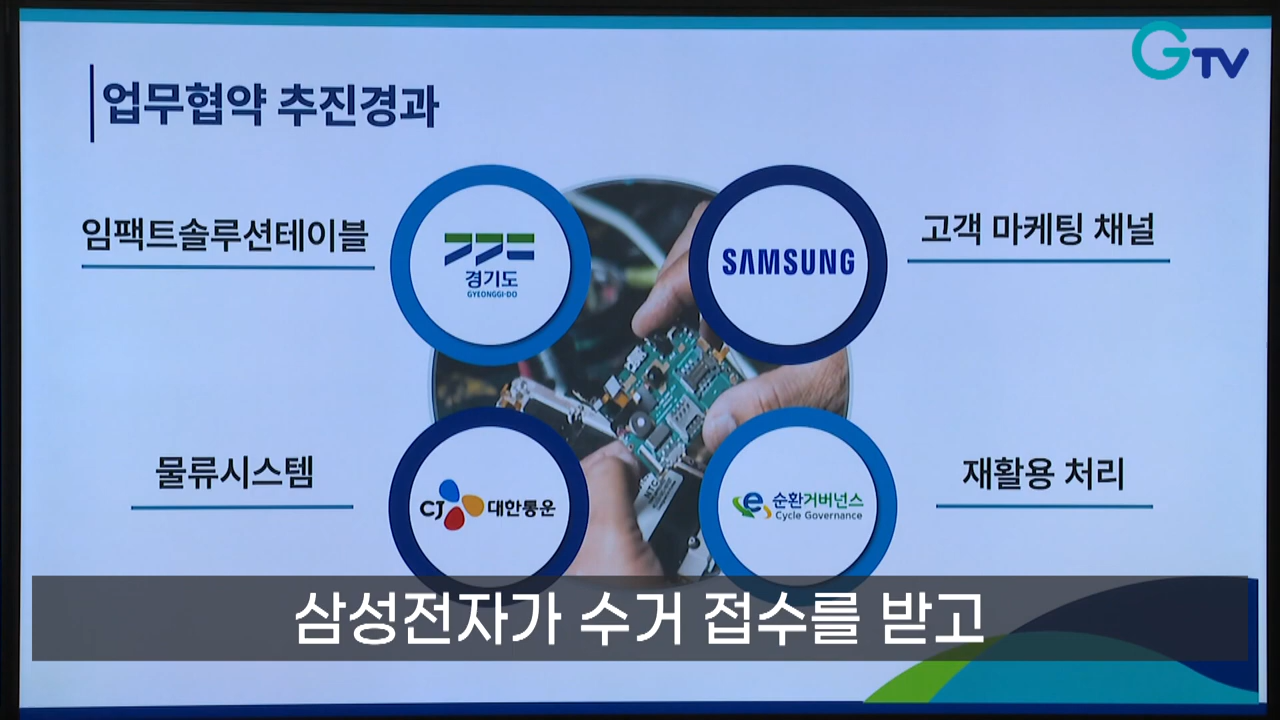 GTV
업무협약 추진경과
임팩트솔루션테이블
경기도
GYEONGGI-DO
SAMSUNG
고객 마케팅 채널
물류시스템
CJ 대한통운
e 순환거버넌스
Cycle Governance
재활용 처리
삼성전자가 수거 접수를 받고